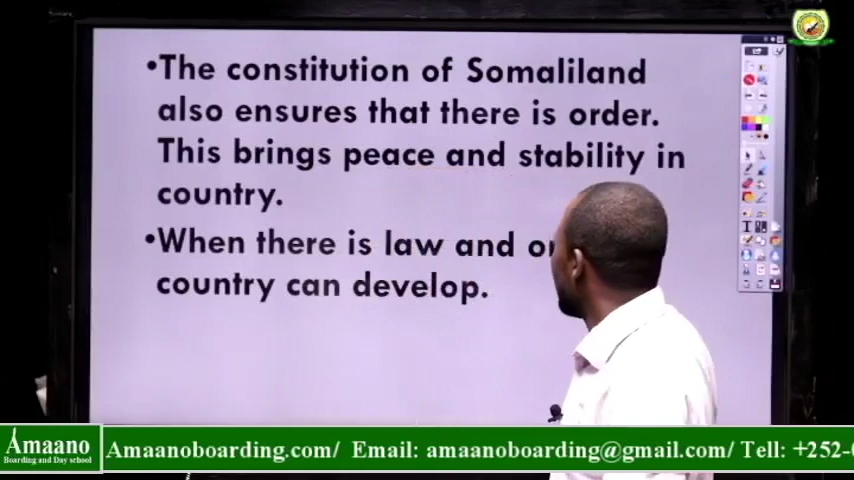 •The constitution of Somaliland
also ensures that there is order.
This brings peace and stability in
country.
•When there is law and
country can develop.
Amaano
Boarding and Day school
Amaanoboarding.com/ Email: amaanoboarding@gmail.com/ Tell: +252-